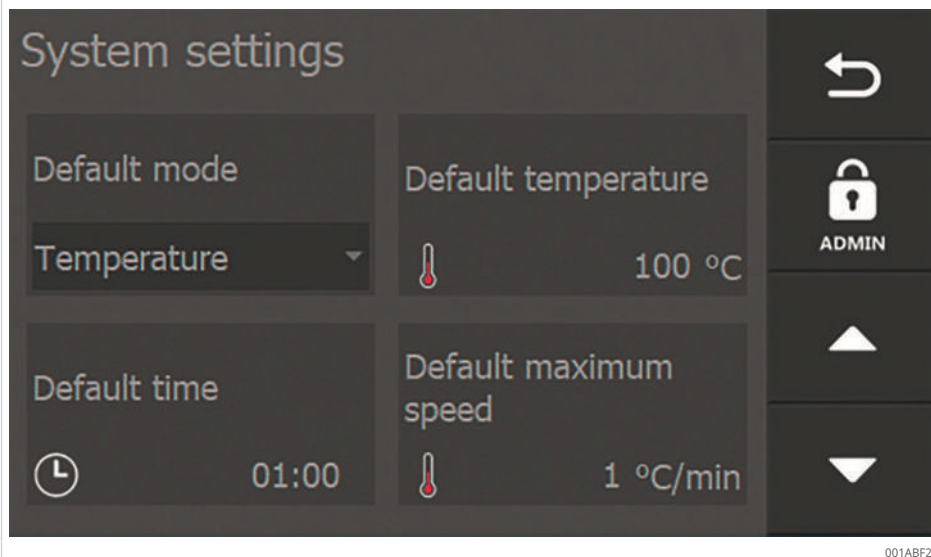 System settings
Default mode
Temperature
Default temperature
100 °C
Default time
01:00
Default maximum
speed
1 °C/min
ADMIN
001ABF2